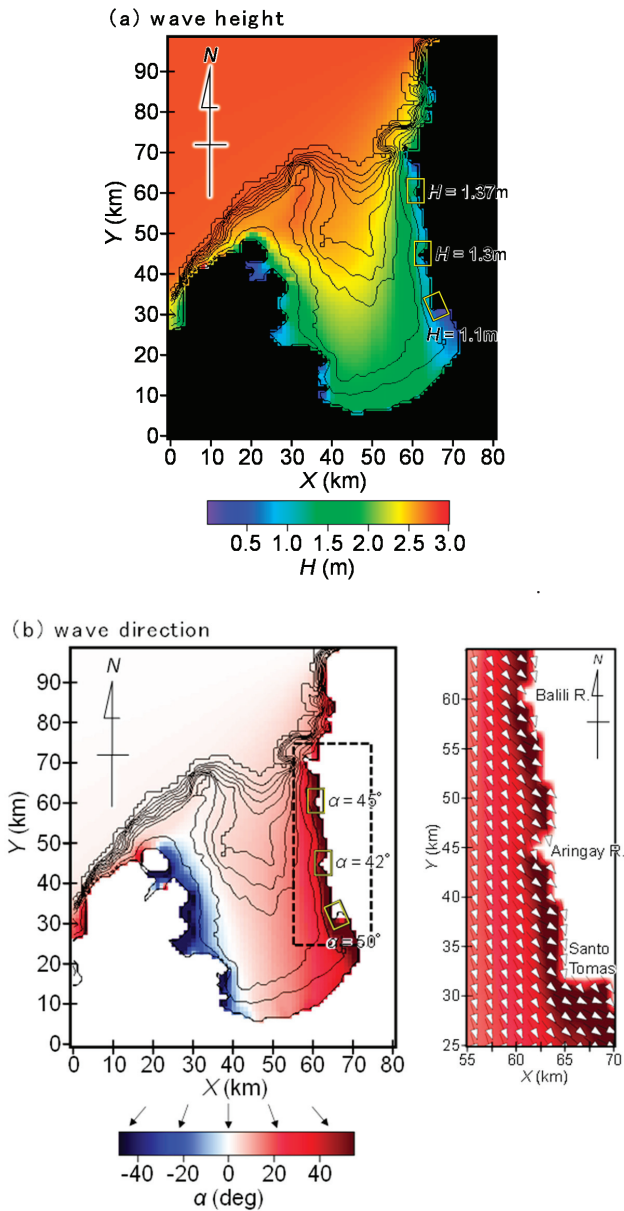 (a) wave height
N
90
80
70
60
50
40
30
20
10
0
Y (km)
H = 1.37m
H = 1.3m
H = 1.1m
0 10 20 30 40 50 60 70 80
X (km)
0.5 1.0 1.5 2.0 2.5 3.0
H (m)
(b) wave direction
N
90
80
70
60
50
40
30
20
10
0
Y (km)
α = 45°
α = 42°
α = 50°
0 10 20 30 40 50 60 70 80
X (km)
-40 -20 0 20 40
α (deg)
N
60
55
50
45
40
35
30
25
Y (km)
Balili R.
Aringay R.
Santo
Tomas
55 60 65 70
X (km)